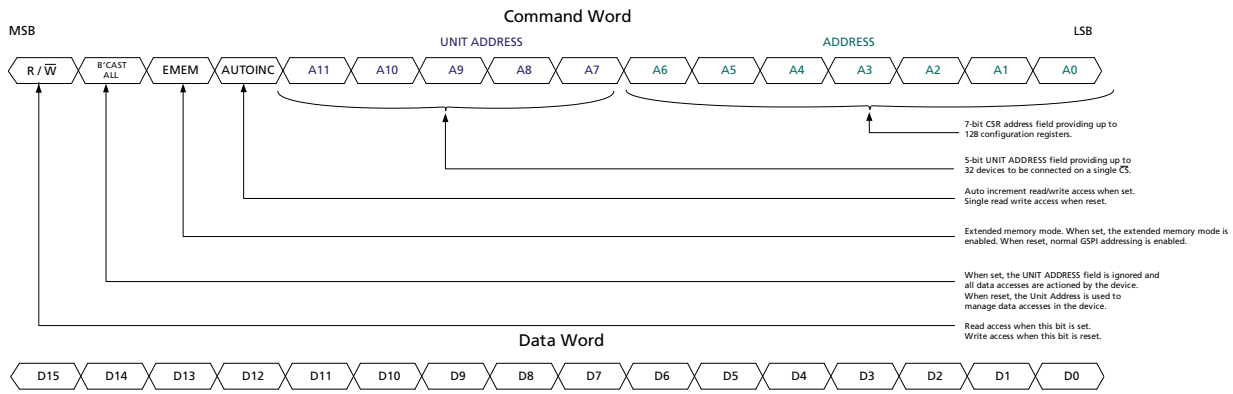 Command Word
MSB
LSB
UNIT ADDRESS
ADDRESS
R / W̅
B'CAST
ALL
EMEM
AUTOINC
A11
A10
A9
A8
A7
A6
A5
A4
A3
A2
A1
A0
7-bit CSR address field providing up to
128 configuration registers.
5-bit UNIT ADDRESS field providing up to
32 devices to be connected on a single C̅S̅.
Auto increment read/write access when set.
Single read write access when reset.
Extended memory mode. When set, the extended memory mode is
enabled. When reset, normal GSPI addressing is enabled.
When set, the UNIT ADDRESS field is ignored and
all data accesses are actioned by the device.
When reset, the Unit Address is used to
manage data accesses in the device.
Read access when this bit is set.
Write access when this bit is reset.
Data Word
D15
D14
D13
D12
D11
D10
D9
D8
D7
D6
D5
D4
D3
D2
D1
D0